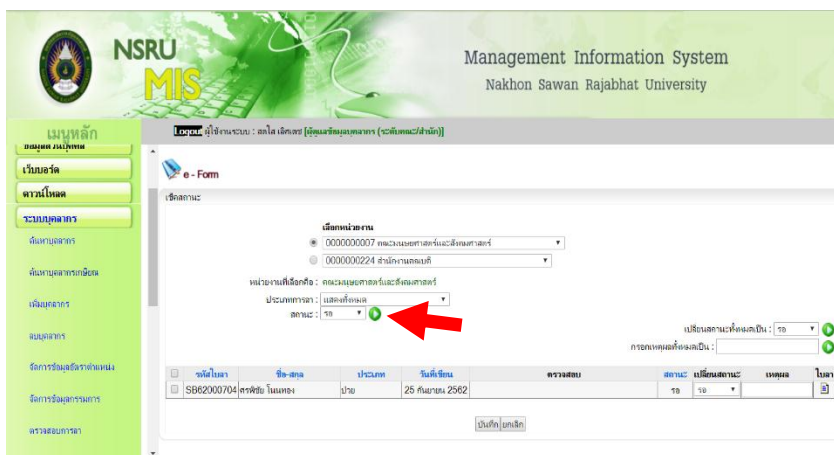 NSRU
MIS
Management Information System
Nakhon Sawan Rajabhat University
เมนูหลัก
Logout ผู้ใช้งานระบบ : สดใส เลิศเดช [ผู้ดูแลข้อมูลบุคลากร (ระดับคณะ/สำนัก)]
ข้อมูลส่วนบุคคล
เว็บบอร์ด
ดาวน์โหลด
ระบบบุคลากร
ค้นหาบุคลากร
ค้นหาบุคลากรเกษียณ
เพิ่มบุคลากร
ลบบุคลากร
จัดการข้อมูลอัตราตำแหน่ง
จัดการข้อมูลกรรมการ
ตรวจสอบการลา
e - Form
เช็คสถานะ
เลือกหน่วยงาน
0000000007 คณะมนุษยศาสตร์และสังคมศาสตร์
0000000224 สำนักงานคณบดี
หน่วยงานที่เลือกคือ : คณะมนุษยศาสตร์และสังคมศาสตร์
ประเภทการลา : แสดงทั้งหมด
สถานะ : รอ
เปลี่ยนสถานะทั้งหมดเป็น : รอ
กรอกเหตุผลทั้งหมดเป็น :
รหัสใบลา ชื่อ-สกุล ประเภท วันที่เขียน ตรวจสอบ สถานะ เปลี่ยนสถานะ เหตุผล ใบลา
SB62000704 ศรพิชัย โนนทอง ป่วย 25 กันยายน 2562 รอ รอ
บันทึก ยกเลิก